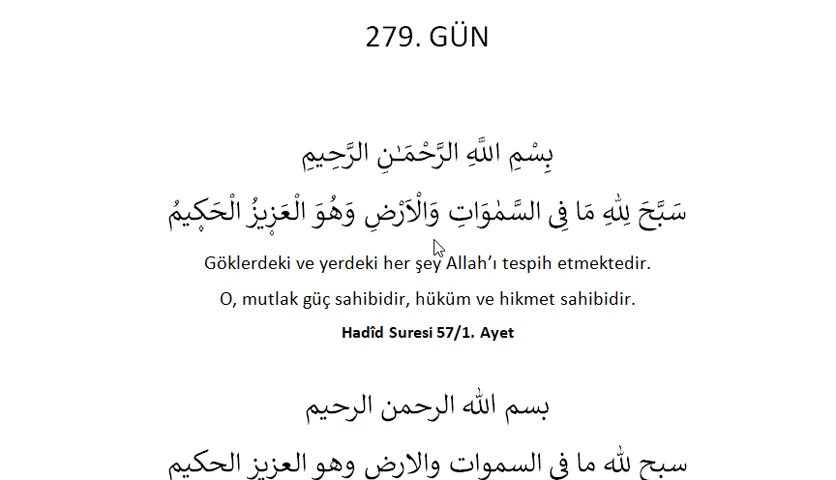 279. GÜN
بِسْمِ اللَّهِ الرَّحْمَـٰنِ الرَّحِيمِ
سَبَّحَ لِلّٰهِ مَا فِى السَّمٰوَاتِ وَالْاَرْضِ وَهُوَ الْعَزٖيزُ الْحَكٖيمُ
Göklerdeki ve yerdeki her şey Allah’ı tespih etmektedir.
O, mutlak güç sahibidir, hüküm ve hikmet sahibidir.
Hadîd Suresi 57/1. Ayet
بسم الله الرحمن الرحيم
سبح لله ما فى السموات والارض وهو العزيز الحكيم